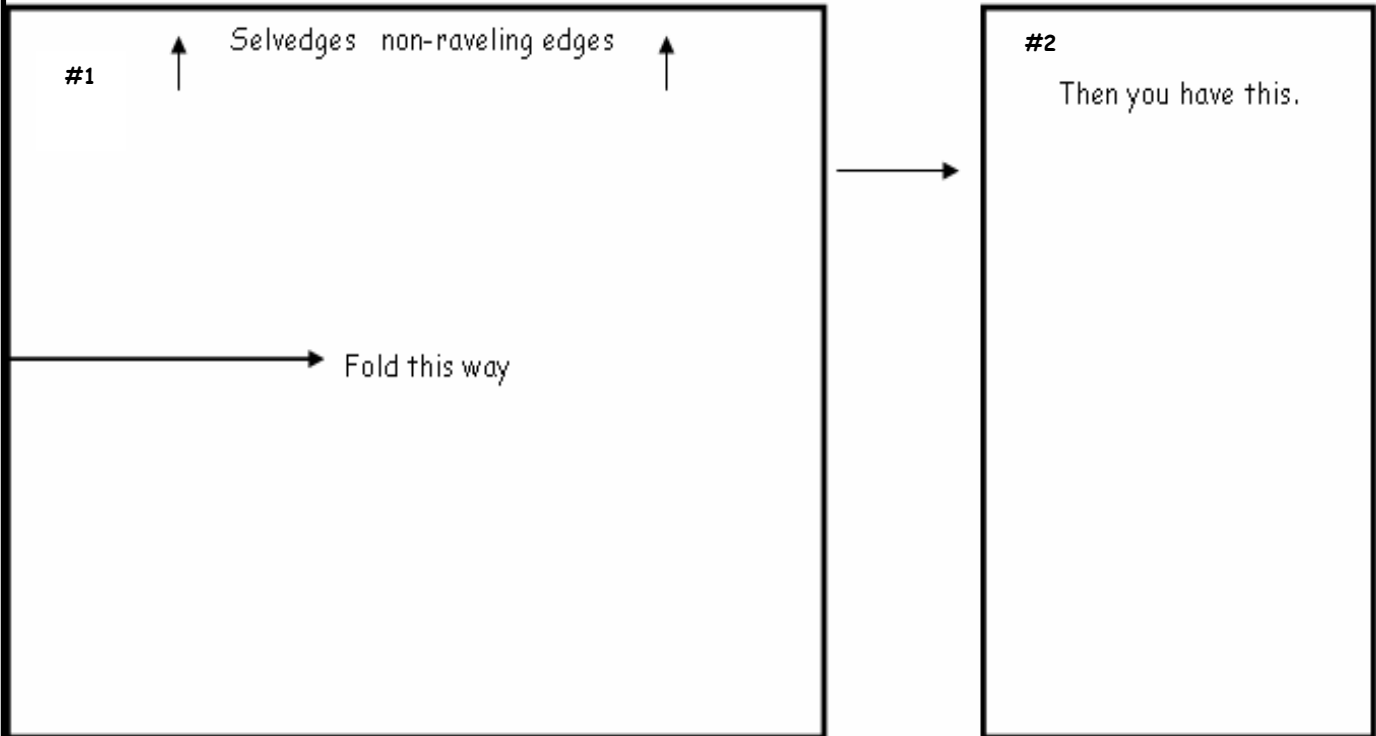 Selvedges non-raveling edges
#1
Fold this way
#2
Then you have this.